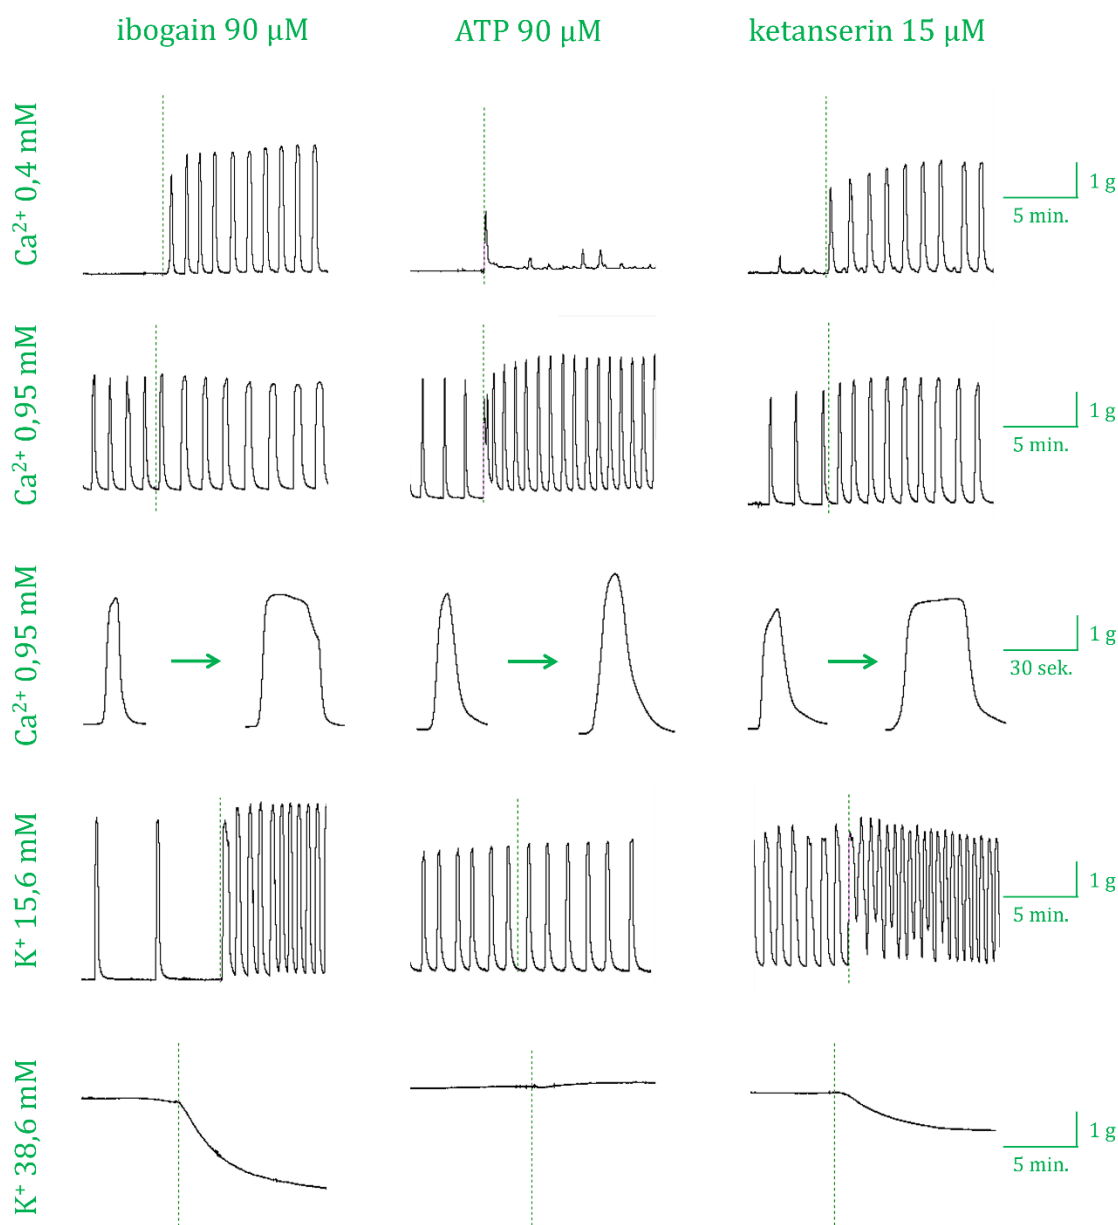 ibogain 90 µM ATP 90 µM ketanserin 15 µM
Ca²⁺ 0,4 mM
1 g
5 min.
Ca²⁺ 0,95 mM
1 g
5 min.
Ca²⁺ 0,95 mM
1 g
30 sek.
K⁺ 15,6 mM
1 g
5 min.
K⁺ 38,6 mM
1 g
5 min.